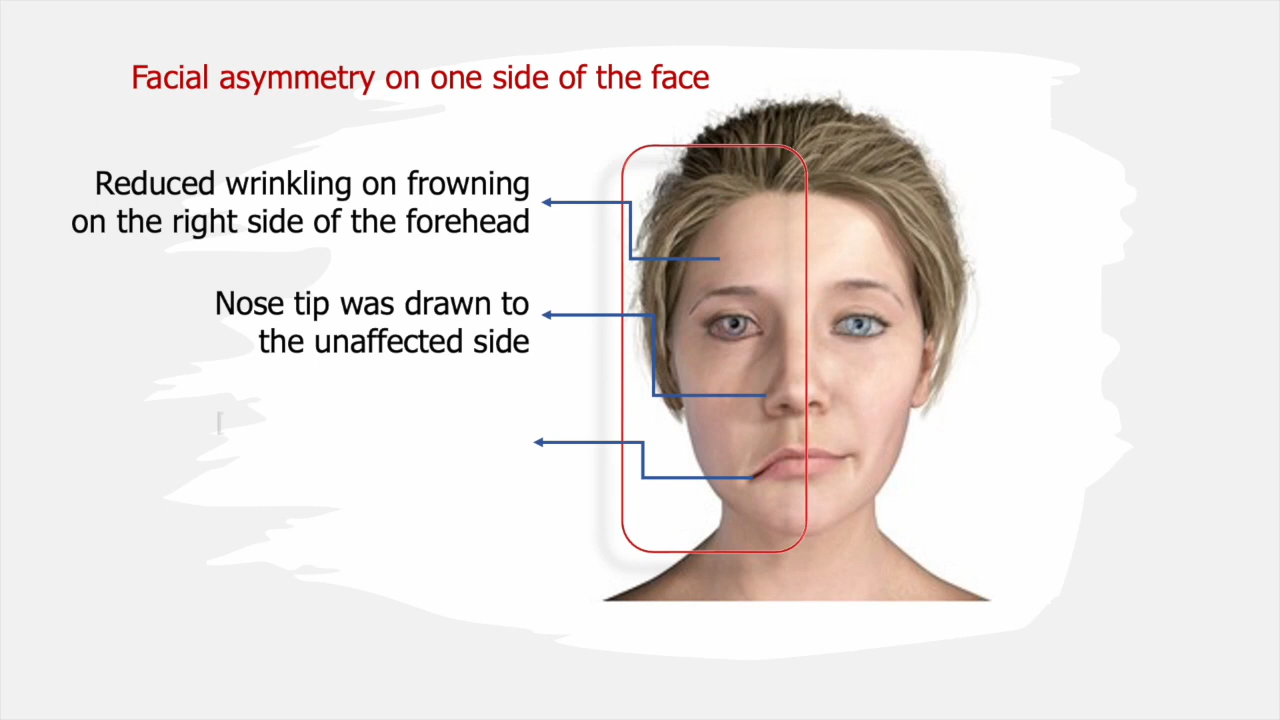 Facial asymmetry on one side of the face
Reduced wrinkling on frowning
on the right side of the forehead
Nose tip was drawn to
the unaffected side